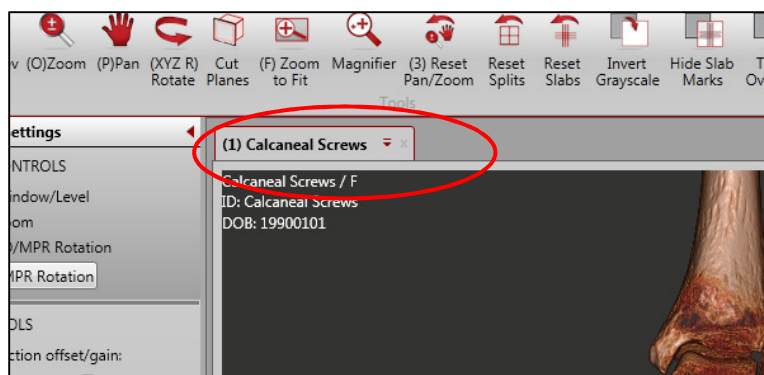 v (O)Zoom (P)Pan (XYZ R) Cut (F) Zoom Magnifier (3) Reset Reset Reset Invert Hide Slab T
Rotate Planes to Fit Pan/Zoom Splits Slabs Grayscale Marks Ov
Tools
ettings
(1) Calcaneal Screws x
NTROLS
Calcaneal Screws / F
indow/Level
ID: Calcaneal Screws
om
DOB: 19900101
)/MPR Rotation
MPR Rotation
OLS
ction offset/gain: